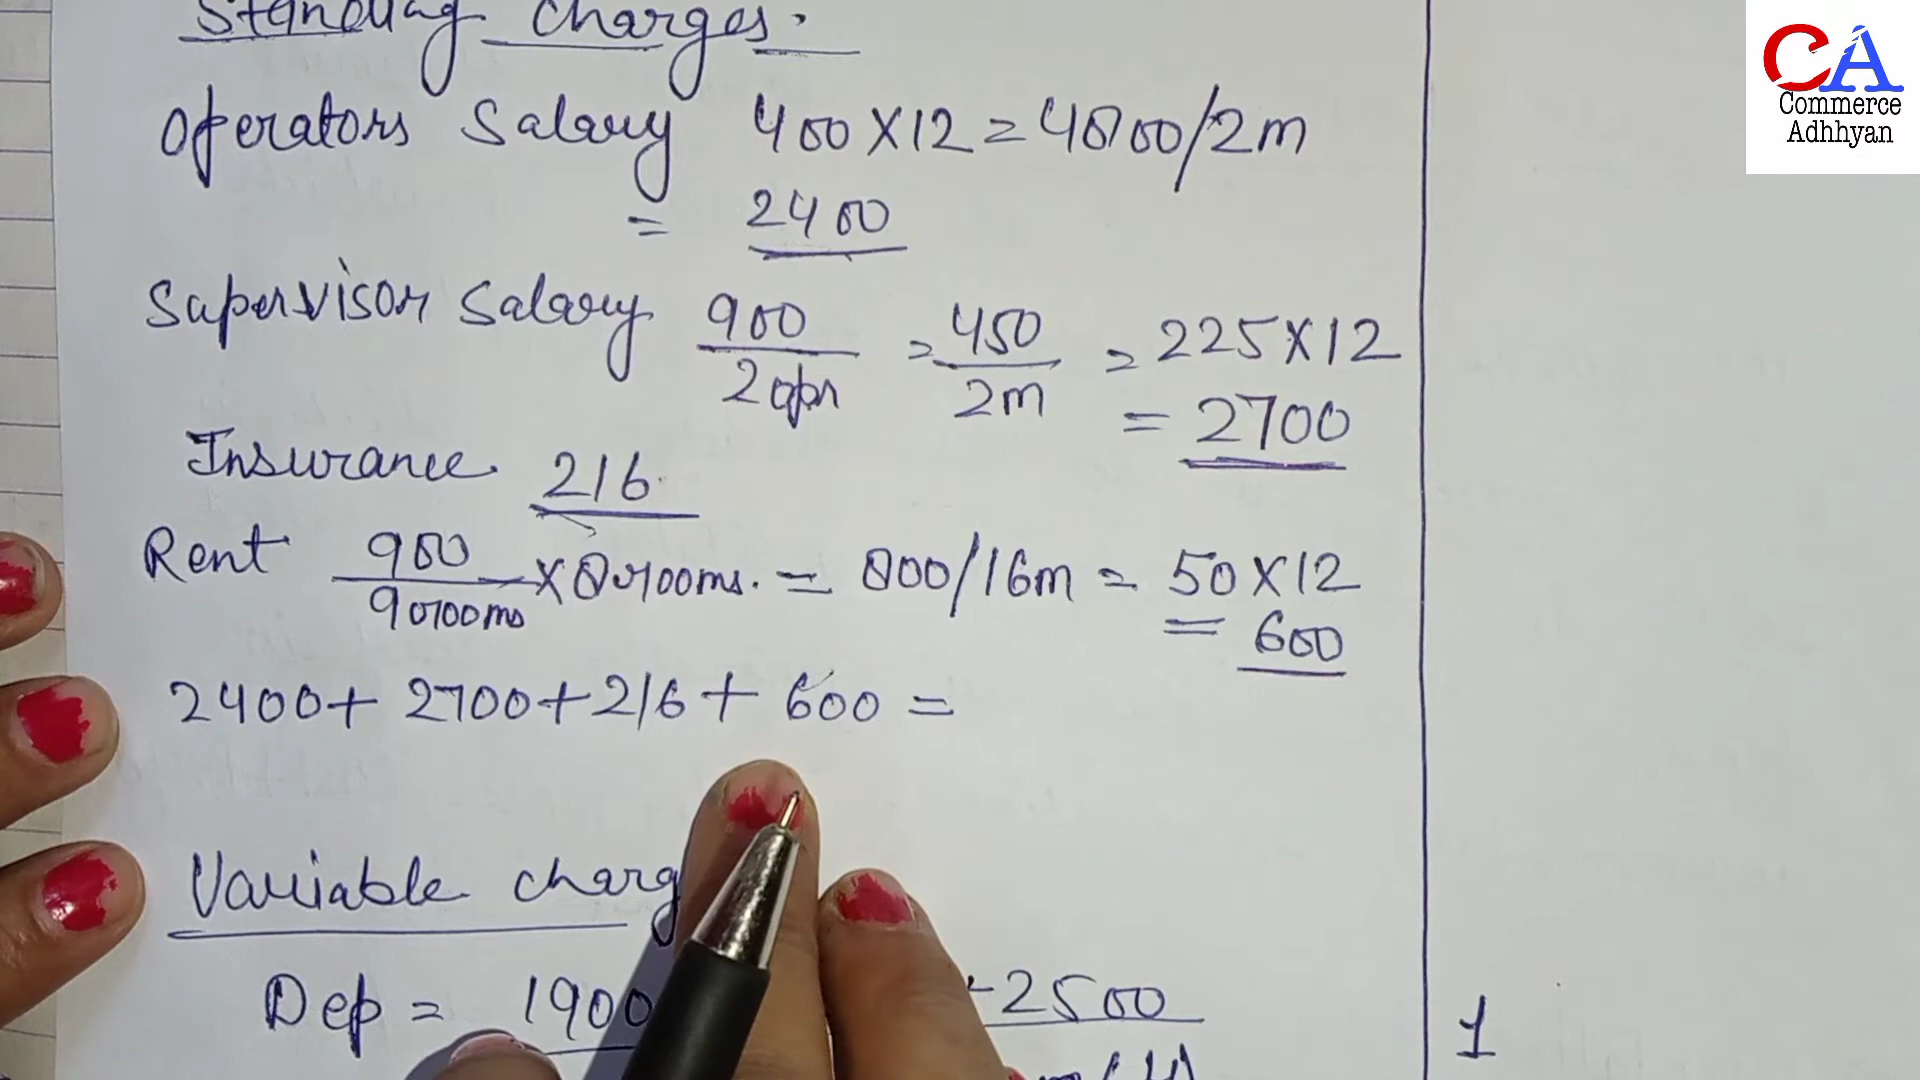 Standing Charges.
CA
Commerce
Adhhyan
Operators Salary 400 X 12 = 4800/2m
= 2400
Supervisor Salary 900/2opr = 450/2m = 225 X 12
= 2700
Insurance 216
Rent 900/9 rooms X 8 rooms. = 800/16m = 50 X 12
= 600
2400 + 2700 + 216 + 600 =
Variable charg
Dep = 1900 2500
1